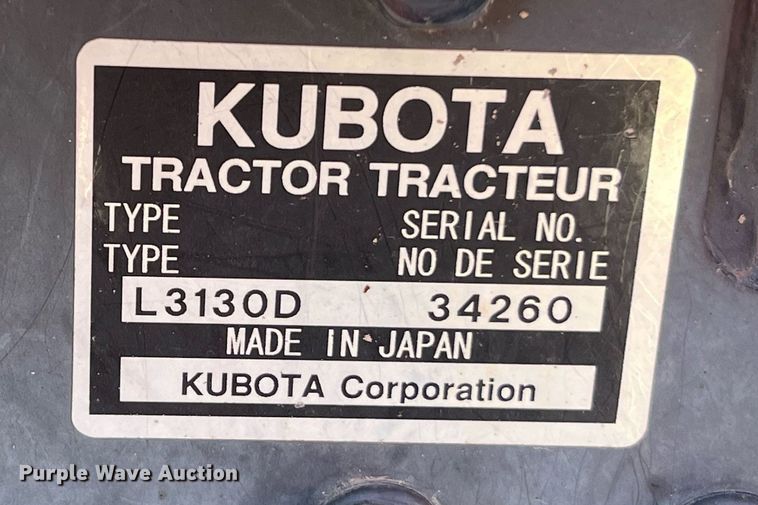 KUBOTA
TRACTOR TRACTEUR
TYPE SERIAL NO.
TYPE NO DE SERIE
L3130D 34260
MADE IN JAPAN
KUBOTA Corporation
Purple Wave Auction